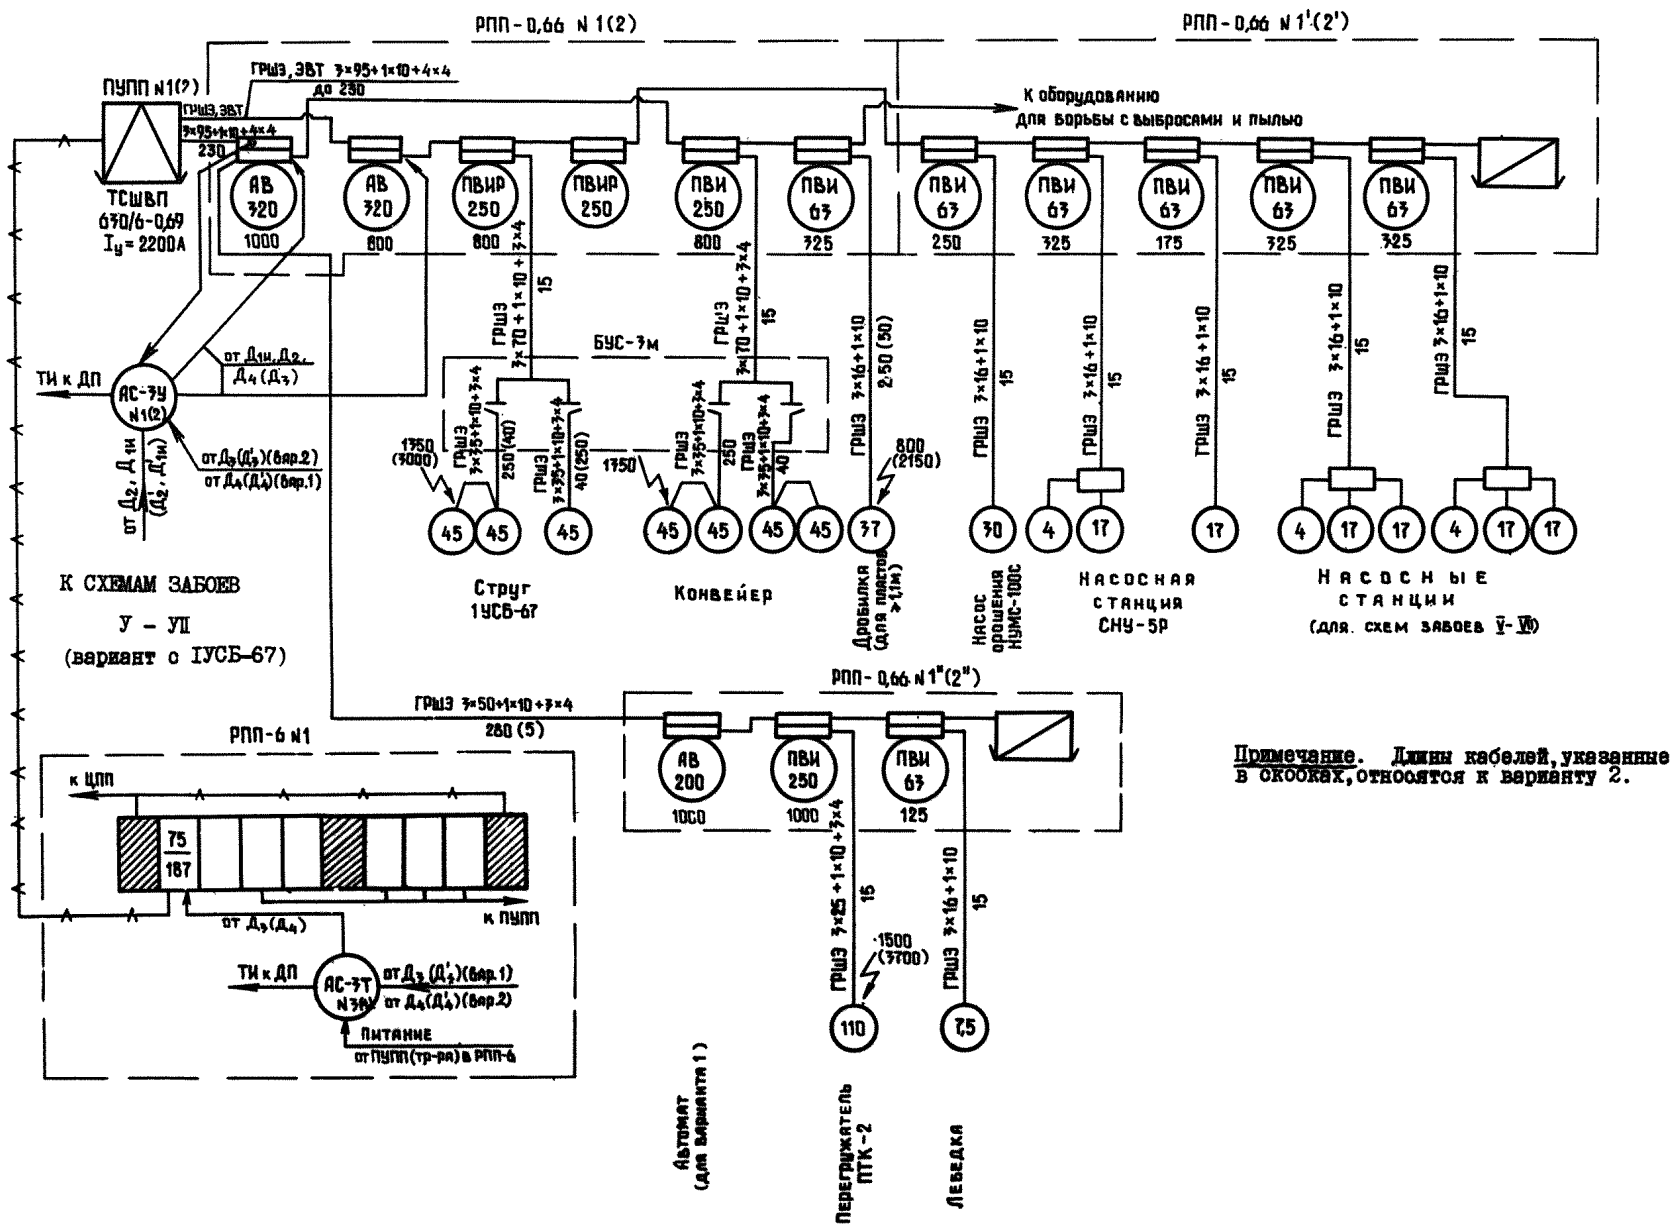 РПП-0,66 N 1(2)
РПП-0,66 N 1'(2')
ПУПП N1(2)
ГРШЭ, ЭВТ 3×95+1×10+4×4
до 230
ГРШЭ, ЭВТ
3×95+1×10+4×4
230
К оборудованию
для борьбы с выбросами и пылью
ТСШВП
630/6-0,69
Iу = 2200А
АВ
320
1000
АВ
320
800
ПВИР
250
800
ПВИР
250
ПВИ
250
800
ПВИ
63
325
ПВИ
63
250
ПВИ
63
325
ПВИ
63
175
ПВИ
63
325
ПВИ
63
325
ГРШЭ
3×70+1×10+3×4
15
ГРШЭ
3×70+1×10+3×4
15
БУС-3м
ГРШЭ 3×16+1×10
250 (50)
ГРШЭ 3×16+1×10
15
ГРШЭ 3×16+1×10
15
ГРШЭ 3×16+1×10
15
ГРШЭ 3×16+1×10
15
ГРШЭ 3×16+1×10
15
ТИ к ДП
АС-3У
N1(2)
от Д1н, Д2,
Д4 (Д3)
от Д3(Д'3)(вар.2)
от Д4(Д'4)(вар.1)
от Д2, Д1н
(Д'2, Д'1н)
1350
(3000)
ГРШЭ
3×35+1×10+3×4
250 (40)
ГРШЭ
3×35+1×10+3×4
40 (250)
1350
ГРШЭ
3×35+1×10+3×4
250
ГРШЭ
3×35+1×10+3×4
40
800
(2150)
45
45
45
45
45
45
45
37
30
4
17
17
4
17
17
4
17
17
Струг
1УСБ-67
Конвейер
Дробилка
(для пластов
≥1,1м)
Насос
орошения
НУМС-100С
Насосная
станция
СНУ-5Р
Насосные
станции
(для схем забоев V-VII)
К СХЕМАМ ЗАБОЕВ
У - УП
(вариант с IУСБ-67)
РПП-0,66 N1"(2")
ГРШЭ 3×50+1×10+3×4
280 (5)
АВ
200
1000
ПВИ
250
1000
ПВИ
63
125
ГРШЭ 3×25+1×10+3×4
15
ГРШЭ 3×16+1×10
15
1500
(3700)
110
7,5
Автомат
(для варианта 1)
Перегружатель
ПТК-2
Лебедка
Примечание. Длины кабелей, указанные
в скобках, относятся к варианту 2.
РПП-6 N1
к ЦПП
75
187
к ПУПП
от Д3(Д4)
ТИ к ДП
АС-3Т
от Д3(Д'3)(вар.1)
от Д4(Д'4)(вар.2)
Питание
от ПУПП (тр-ра) в РПП-6